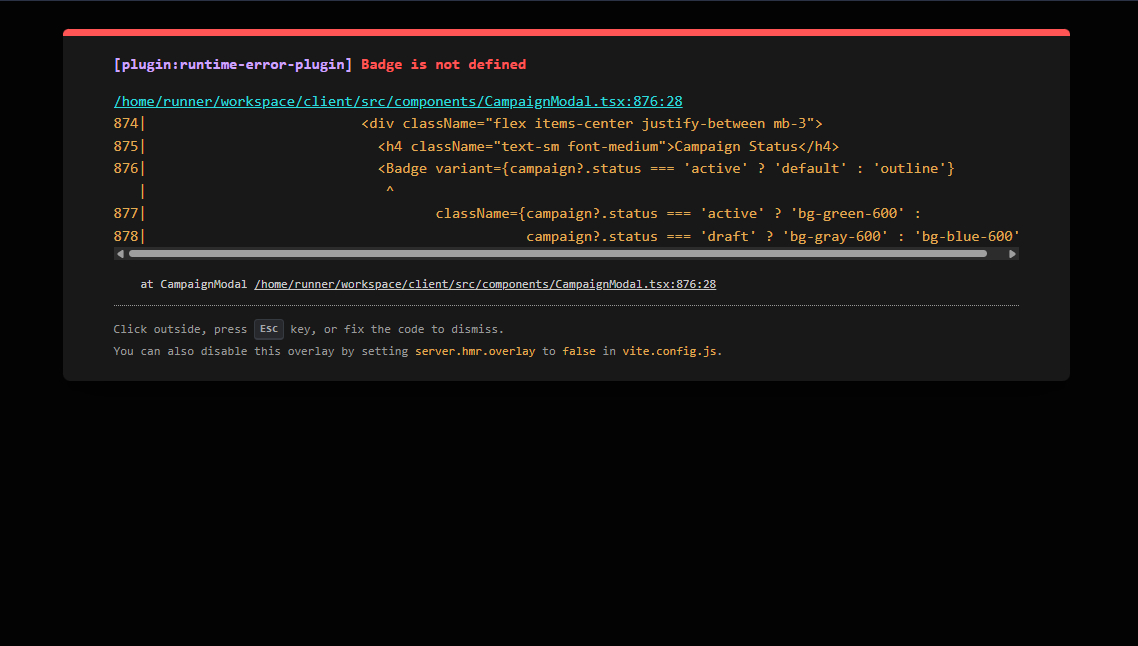 [plugin:runtime-error-plugin] Badge is not defined
/home/runner/workspace/client/src/components/CampaignModal.tsx:876:28
874|                          <div className="flex items-center justify-between mb-3">
875|                            <h4 className="text-sm font-medium">Campaign Status</h4>
876|                            <Badge variant={campaign?.status === 'active' ? 'default' : 'outline'}
   |                             ^
877|                                   className={campaign?.status === 'active' ? 'bg-green-600' :
878|                                              campaign?.status === 'draft' ? 'bg-gray-600' : 'bg-blue-600'
at CampaignModal /home/runner/workspace/client/src/components/CampaignModal.tsx:876:28
Click outside, press Esc key, or fix the code to dismiss.
You can also disable this overlay by setting server.hmr.overlay to false in vite.config.js.